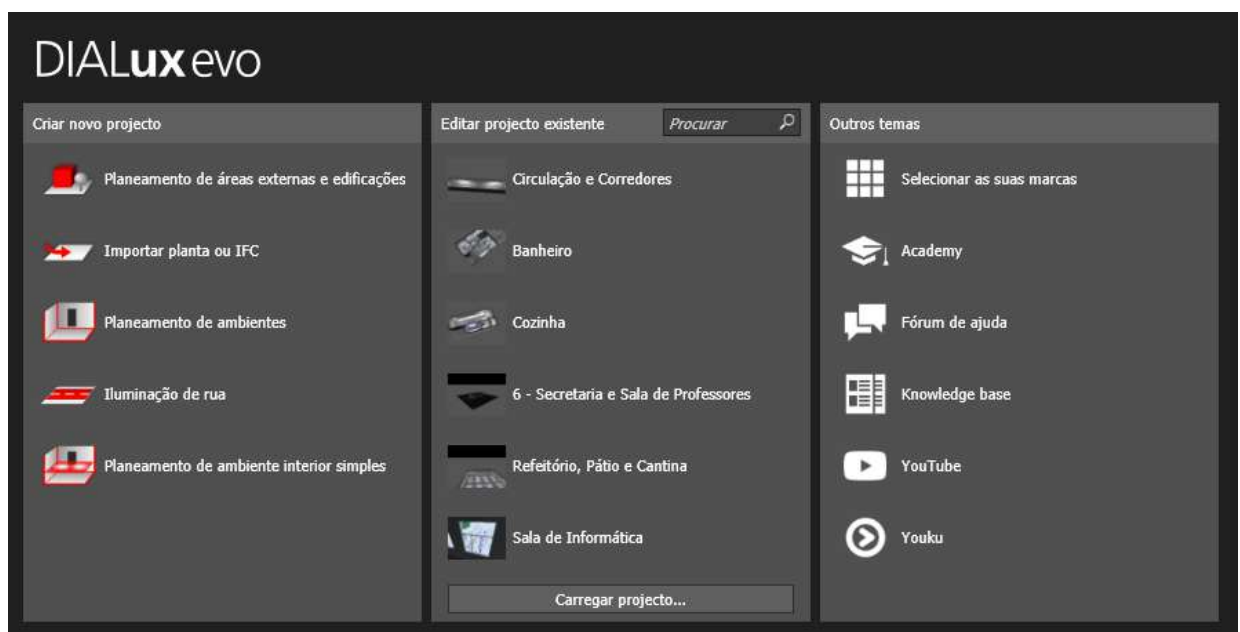 DIALux evo
Criar novo projecto
Planeamento de áreas externas e edificações
Importar planta ou IFC
Planeamento de ambientes
Iluminação de rua
Planeamento de ambiente interior simples
Editar projecto existente
Procurar
Circulação e Corredores
Banheiro
Cozinha
6 - Secretaria e Sala de Professores
Refeitório, Pátio e Cantina
Sala de Informática
Carregar projecto...
Outros temas
Selecionar as suas marcas
Academy
Fórum de ajuda
Knowledge base
YouTube
Youku